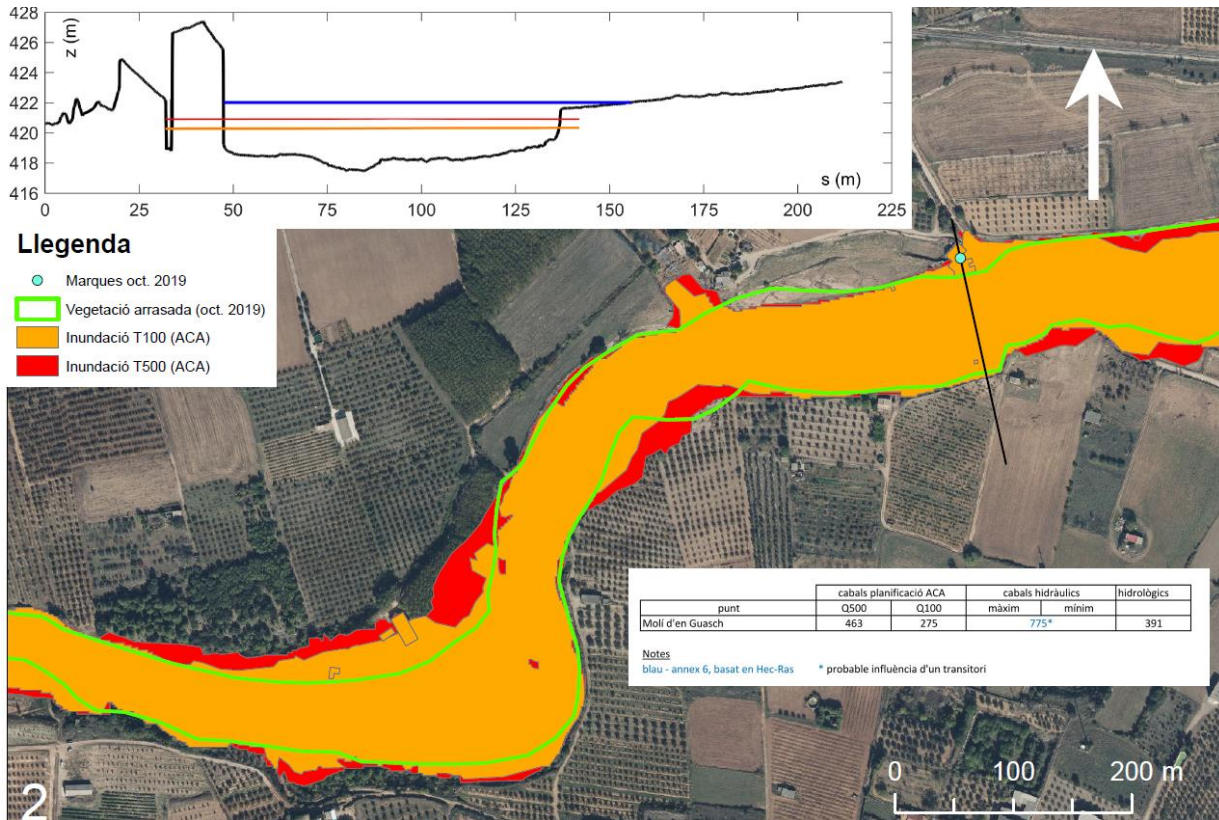 428
426
424
422
420
418
416
z (m)
s (m)
0 25 50 75 100 125 150 175 200 225
Llegenda
Marques oct. 2019
Vegetació arrasada (oct. 2019)
Inundació T100 (ACA)
Inundació T500 (ACA)
cabals planificació ACA cabals hidràulics hidrològics
punt Q500 Q100 màxim mínim
Molí d'en Guasch 463 275 775* 391
Notes
blau - annex 6, basat en Hec-Ras * probable influència d'un transitori
0 100 200 m
2